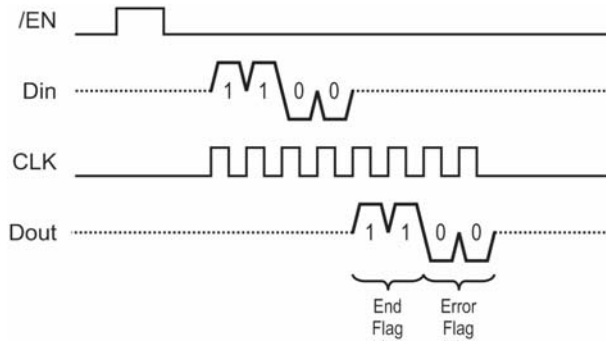 /EN
Din 1 1 0 0
CLK
Dout 1 1 0 0
End Error
Flag Flag